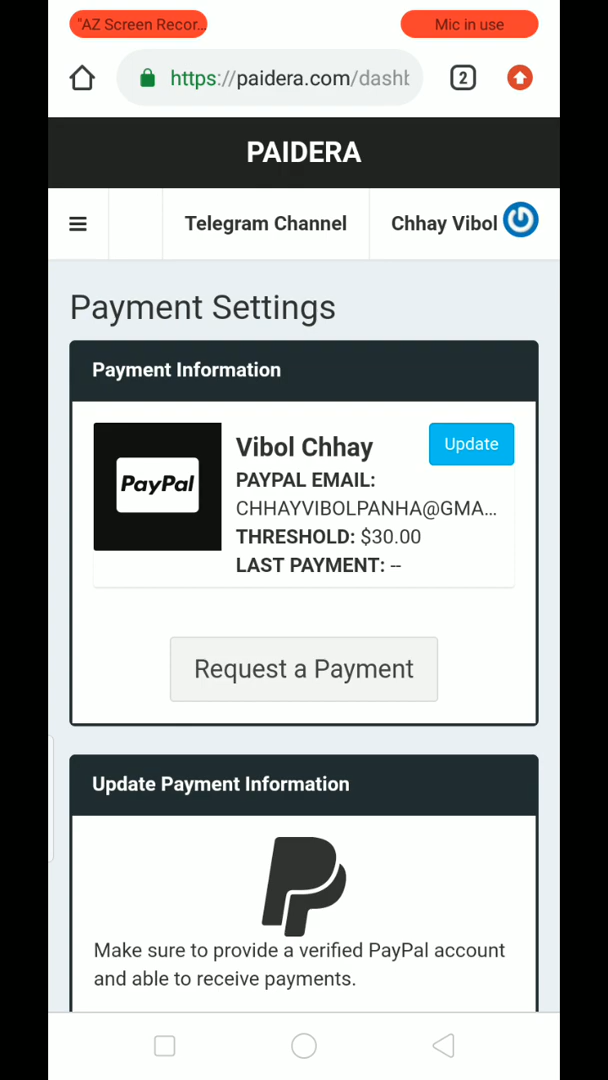 "AZ Screen Recor…
Mic in use
https://paidera.com/dashb
2
PAIDERA
Telegram Channel
Chhay Vibol
Payment Settings
Payment Information
PayPal
Vibol Chhay
Update
PAYPAL EMAIL:
CHHAYVIBOLPANHA@GMA...
THRESHOLD: $30.00
LAST PAYMENT: --
Request a Payment
Update Payment Information
Make sure to provide a verified PayPal account
and able to receive payments.